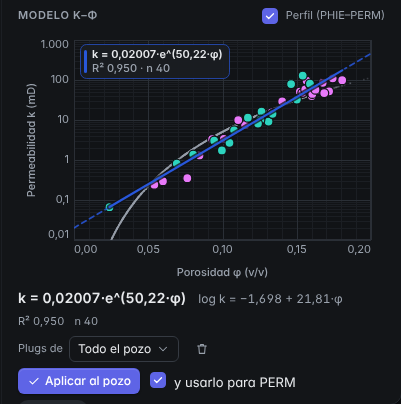 MODELO K–Φ
Perfil (PHIE–PERM)
k = 0,02007·e^(50,22·φ)
R² 0,950 · n 40
Permeabilidad k (mD)
1.000
100
10
1
0,1
0,01
0,00 0,05 0,10 0,15 0,20
Porosidad φ (v/v)
k = 0,02007·e^(50,22·φ) log k = −1,698 + 21,81·φ
R² 0,950 n 40
Plugs de Todo el pozo
Aplicar al pozo y usarlo para PERM